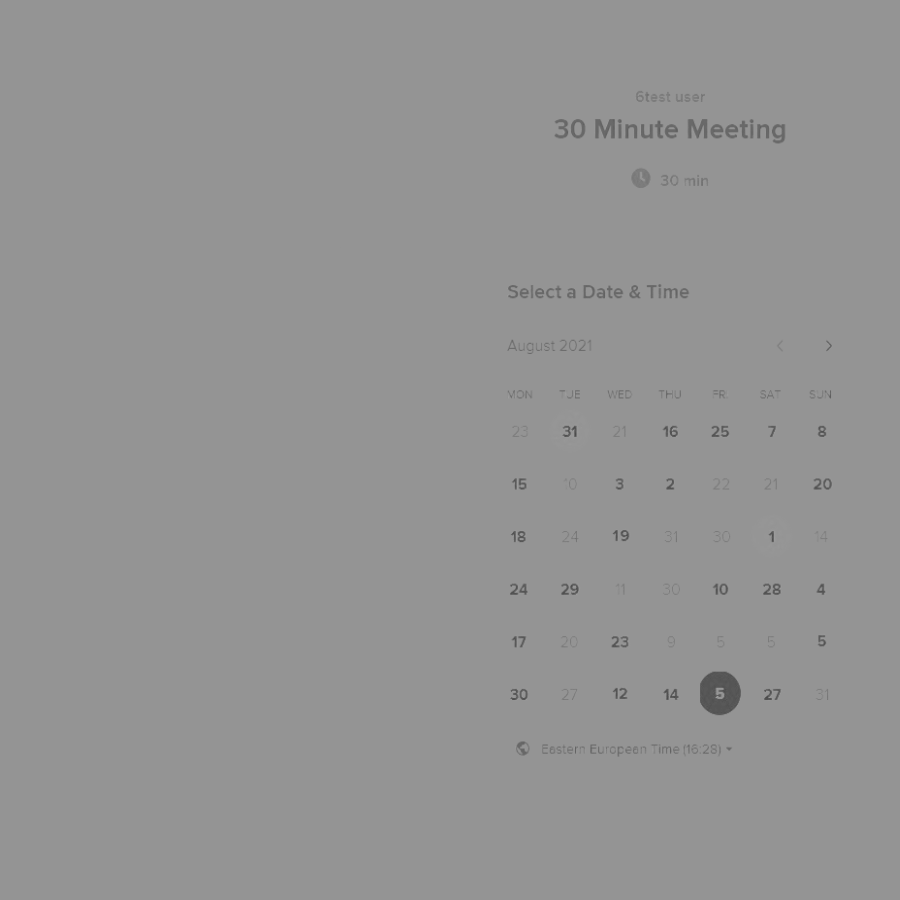 6test user
30 Minute Meeting
30 min
Select a Date & Time
August 2021
MON TUE WED THU FRI SAT SUN
23 31 21 16 25 7 8
15 10 3 2 22 21 20
18 24 19 31 30 1 14
24 29 11 30 10 28 4
17 20 23 9 5 5 5
30 27 12 14 5 27 31
Eastern European Time (16:28)